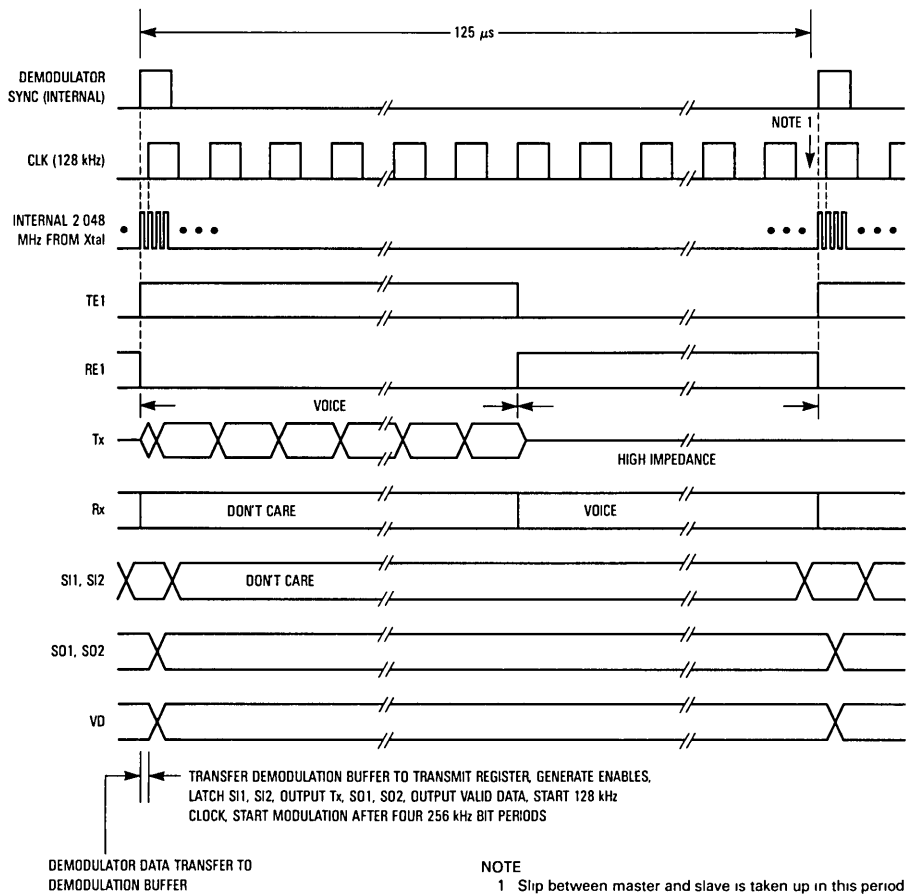 125 μs
DEMODULATOR
SYNC (INTERNAL)
NOTE 1
CLK (128 kHz)
INTERNAL 2 048
MHz FROM Xtal
TE1
RE1
VOICE
Tx
HIGH IMPEDANCE
Rx
DON'T CARE
VOICE
SI1, SI2
DON'T CARE
SO1, SO2
VD
TRANSFER DEMODULATION BUFFER TO TRANSMIT REGISTER, GENERATE ENABLES,
LATCH SI1, SI2, OUTPUT Tx, SO1, SO2, OUTPUT VALID DATA, START 128 kHz
CLOCK, START MODULATION AFTER FOUR 256 kHz BIT PERIODS
DEMODULATOR DATA TRANSFER TO
DEMODULATION BUFFER
NOTE
1 Slip between master and slave is taken up in this period